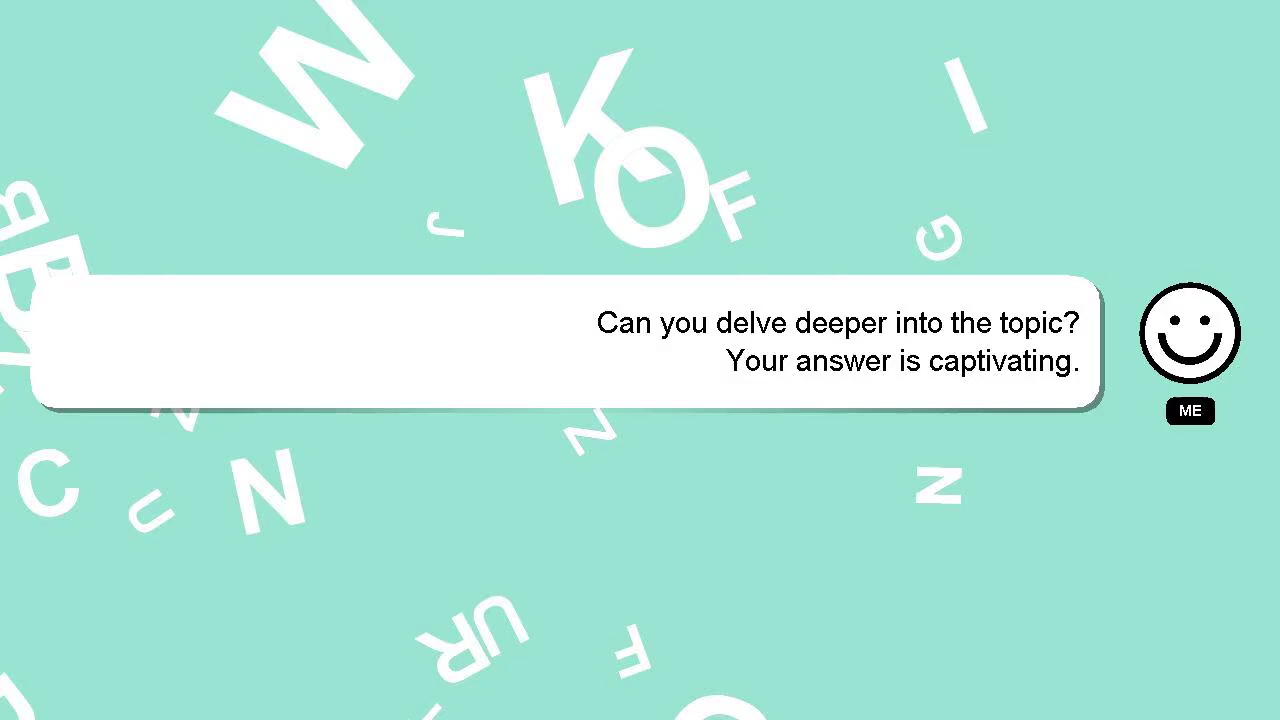 W
K
O
F
I
J
G
R
E
Can you delve deeper into the topic?
Your answer is captivating.
ME
Z
N
C
U
N
Z
U
R
F